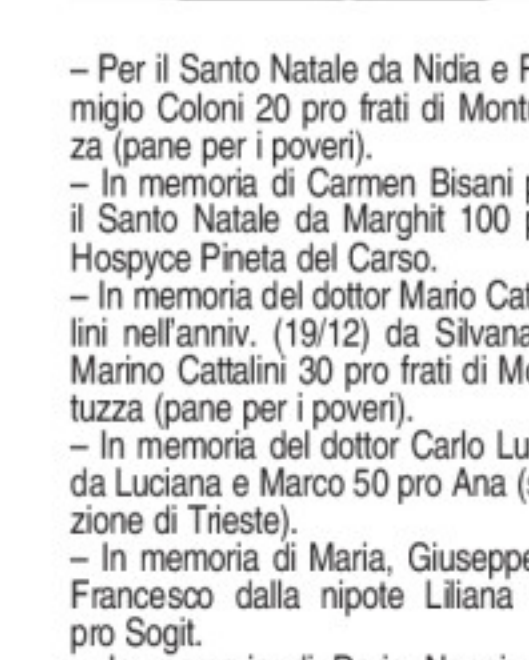 – Per il Santo Natale da Nidia e
migio Coloni 20 pro frati di Mont
za (pane per i poveri).
– In memoria di Carmen Bisani
il Santo Natale da Marghit 100
Hospyce Pineta del Carso.
– In memoria del dottor Mario Cat
lini nell'anniv. (19/12) da Silvana
Marino Cattalini 30 pro frati di Mo
tuzza (pane per i poveri).
– In memoria del dottor Carlo Lu
da Luciana e Marco 50 pro Ana (s
zione di Trieste).
– In memoria di Maria, Giuseppe
Francesco dalla nipote Liliana
pro Sogit.